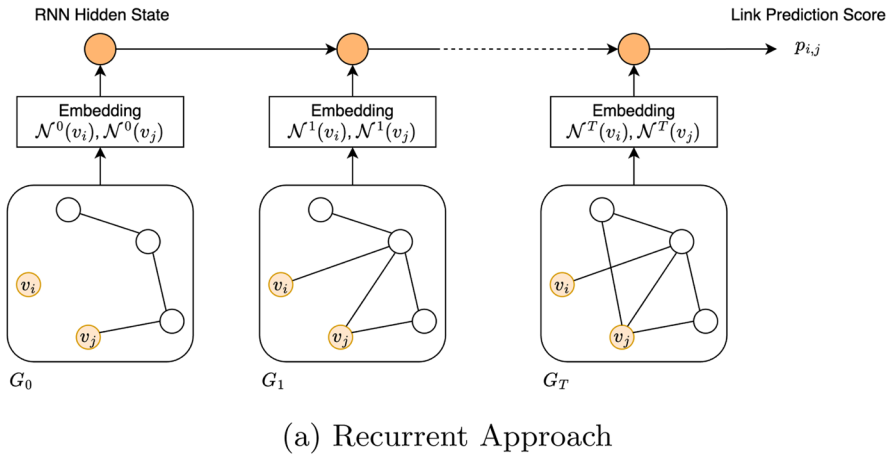 RNN Hidden State
Link Prediction Score
p_{i,j}
Embedding
𝒩⁰(v_i), 𝒩⁰(v_j)
Embedding
𝒩¹(v_i), 𝒩¹(v_j)
Embedding
𝒩ᵀ(v_i), 𝒩ᵀ(v_j)
v_i
v_j
G_0
v_i
v_j
G_1
v_i
v_j
G_T
(a) Recurrent Approach